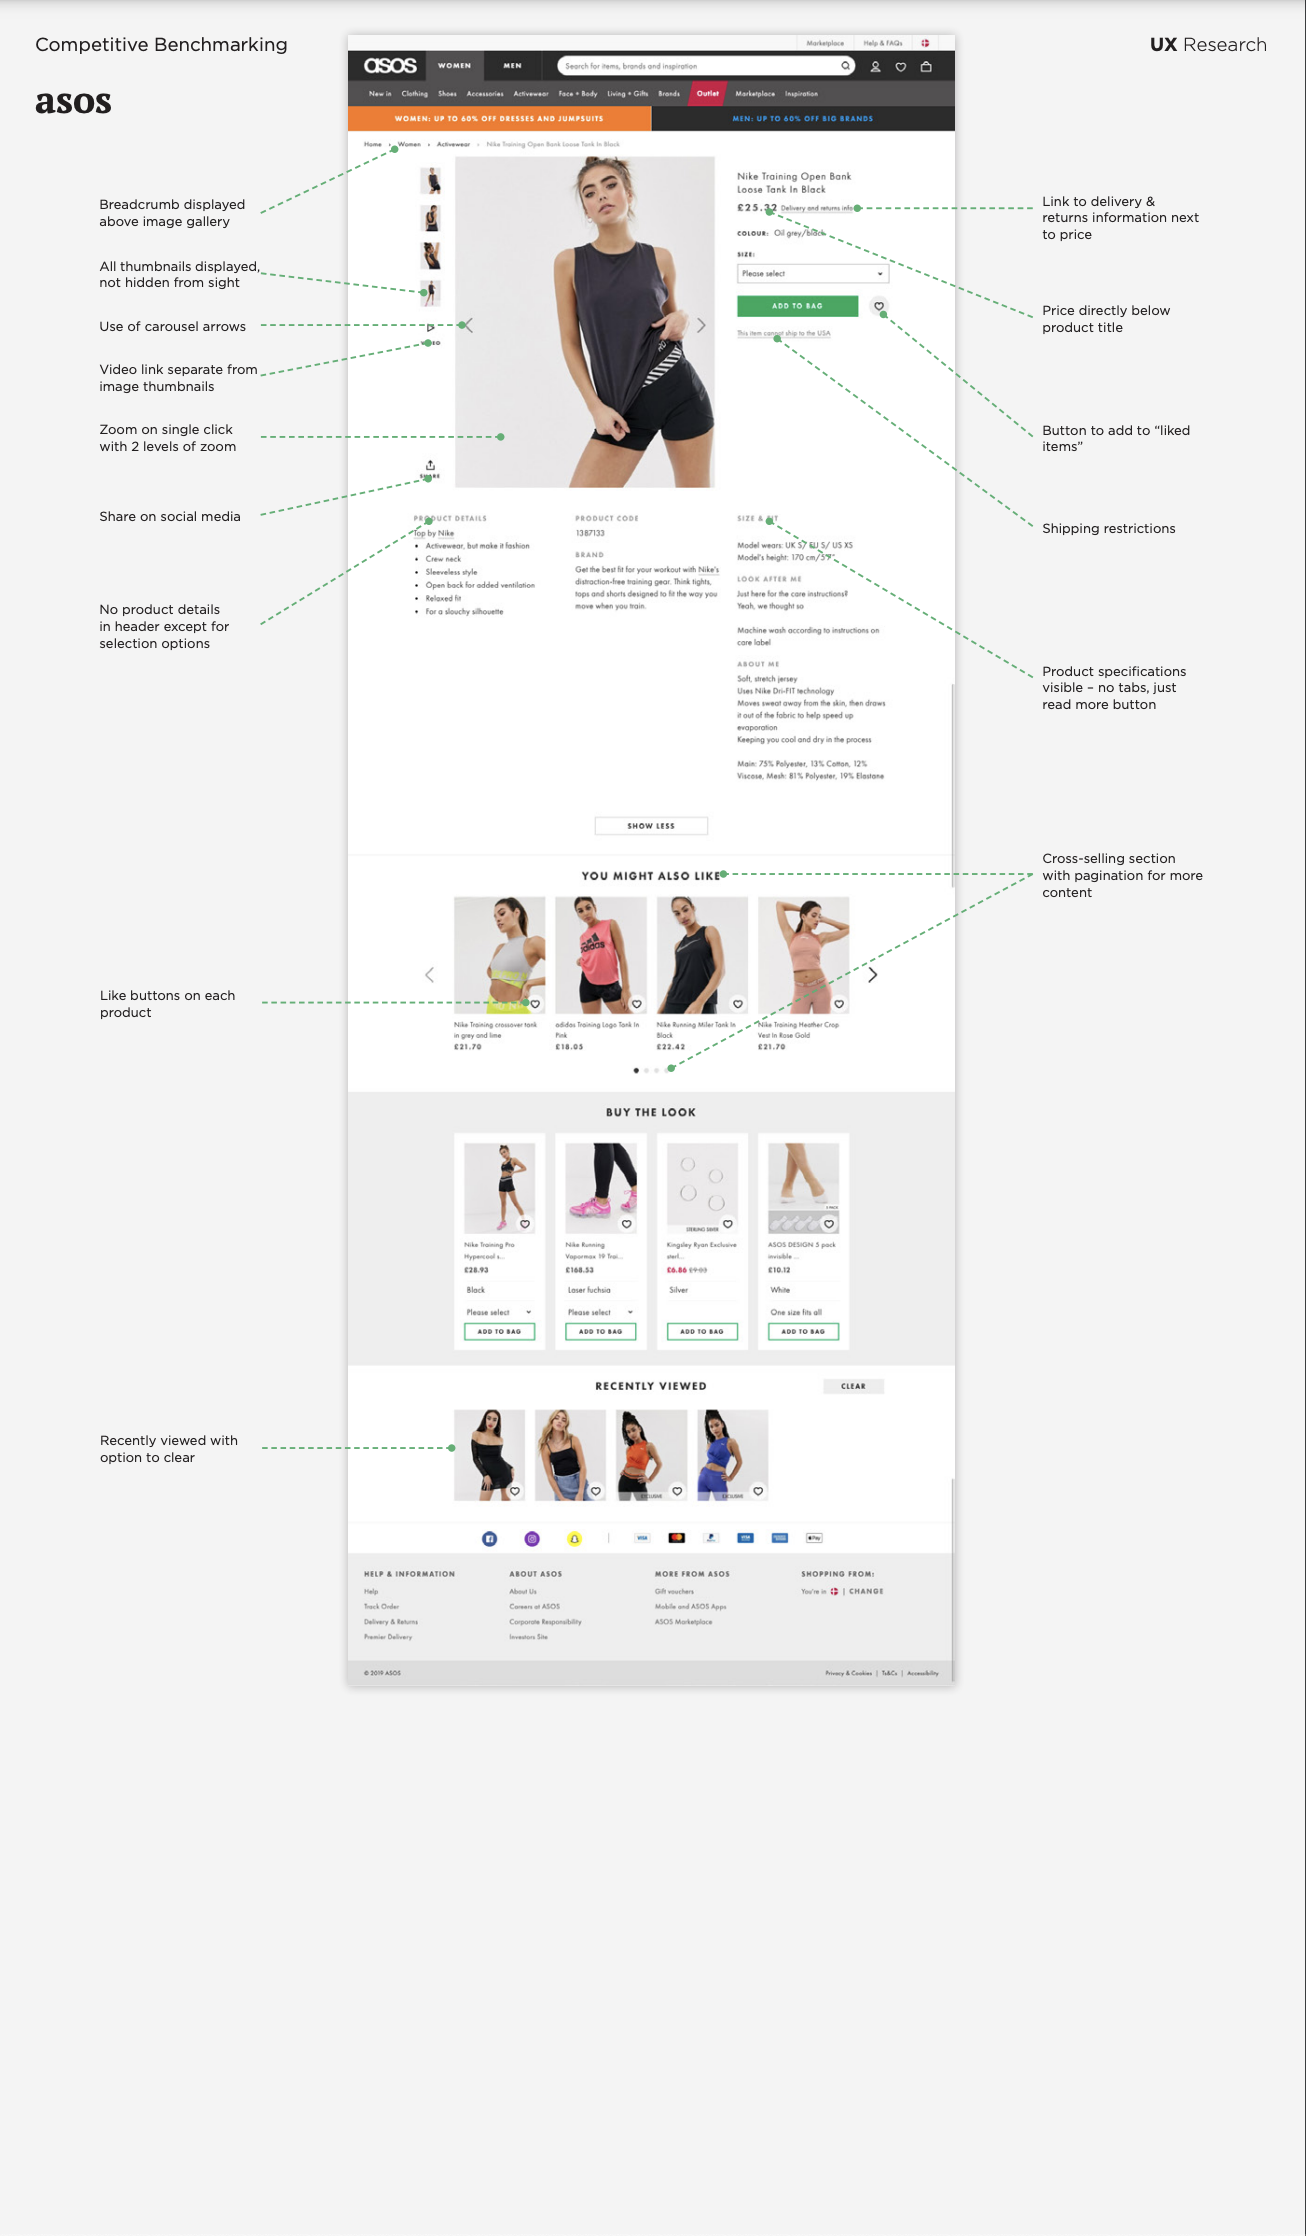 Competitive Benchmarking
UX Research
asos
Breadcrumb displayed
above image gallery
All thumbnails displayed,
not hidden from sight
Use of carousel arrows
Video link separate from
image thumbnails
Zoom on single click
with 2 levels of zoom
Share on social media
No product details
in header except for
selection options
Like buttons on each
product
Recently viewed with
option to clear
Marketplace Help & FAQs
asos WOMEN MEN Search for items, brands and inspiration
New in Clothing Shoes Accessories Activewear Face + Body Living + Gifts Brands Outlet Marketplace Inspiration
WOMEN: UP TO 60% OFF DRESSES AND JUMPSUITS MEN: UP TO 60% OFF BIG BRANDS
Home › Women › Activewear › Nike Training Open Bank Loose Tank In Black
SHARE
Nike Training Open Bank
Loose Tank In Black
£25.32 Delivery and returns info
COLOUR: Oil grey/black
SIZE:
Please select
ADD TO BAG
This item cannot ship to the USA
PRODUCT DETAILS
Top by Nike
• Activewear, but make it fashion
• Crew neck
• Sleeveless style
• Open back for added ventilation
• Relaxed fit
• For a slouchy silhouette
PRODUCT CODE
1387133
BRAND
Get the best fit for your workout with Nike's
distraction-free training gear. Think tights,
tops and shorts designed to fit the way you
move when you train.
SIZE & FIT
Model wears: UK S/ EU S/ US XS
Model's height: 170 cm/5'7"
LOOK AFTER ME
Just here for the care instructions?
Yeah, we thought so
Machine wash according to instructions on
care label
ABOUT ME
Soft, stretch jersey
Uses Nike Dri-FIT technology
Moves sweat away from the skin, then draws
it out of the fabric to help speed up
evaporation
Keeping you cool and dry in the process
Main: 75% Polyester, 13% Cotton, 12%
Viscose, Mesh: 81% Polyester, 19% Elastane
SHOW LESS
YOU MIGHT ALSO LIKE
adidas
Nike Training crossover tank
in grey and lime
£21.70
adidas Training Logo Tank In
Pink
£18.05
Nike Running Miler Tank In
Black
£22.42
Nike Training Heather Crop
Vest In Rose Gold
£21.70
BUY THE LOOK
STERLING SILVER
5 PACK
Nike Training Pro
Hypercool s...
£28.93
Black
Please select
ADD TO BAG
Nike Running
Vapormax 19 Trai...
£168.53
Laser fuchsia
Please select
ADD TO BAG
Kingsley Ryan Exclusive
sterl...
£6.86 £9.03
Silver
ADD TO BAG
ASOS DESIGN 5 pack
invisible ...
£10.12
White
One size fits all
ADD TO BAG
RECENTLY VIEWED
CLEAR
EXCLUSIVE
EXCLUSIVE
VISA
Pay
HELP & INFORMATION
Help
Track Order
Delivery & Returns
Premier Delivery
ABOUT ASOS
About Us
Careers at ASOS
Corporate Responsibility
Investors Site
MORE FROM ASOS
Gift vouchers
Mobile and ASOS Apps
ASOS Marketplace
SHOPPING FROM:
You're in | CHANGE
© 2019 ASOS
Privacy & Cookies | Ts&Cs | Accessibility
Link to delivery &
returns information next
to price
Price directly below
product title
Button to add to “liked
items”
Shipping restrictions
Product specifications
visible – no tabs, just
read more button
Cross-selling section
with pagination for more
content